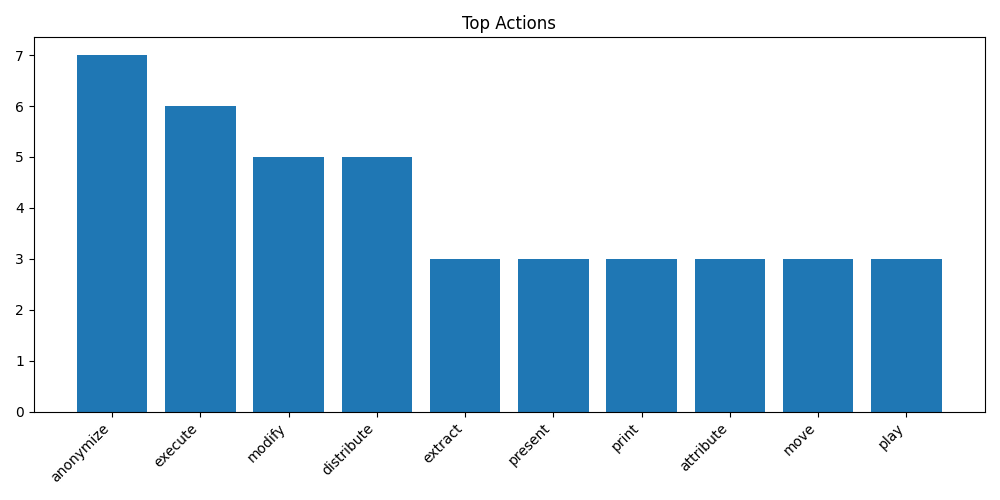 Top Actions
7
6
5
4
3
2
1
0
anonymize
execute
modify
distribute
extract
present
print
attribute
move
play